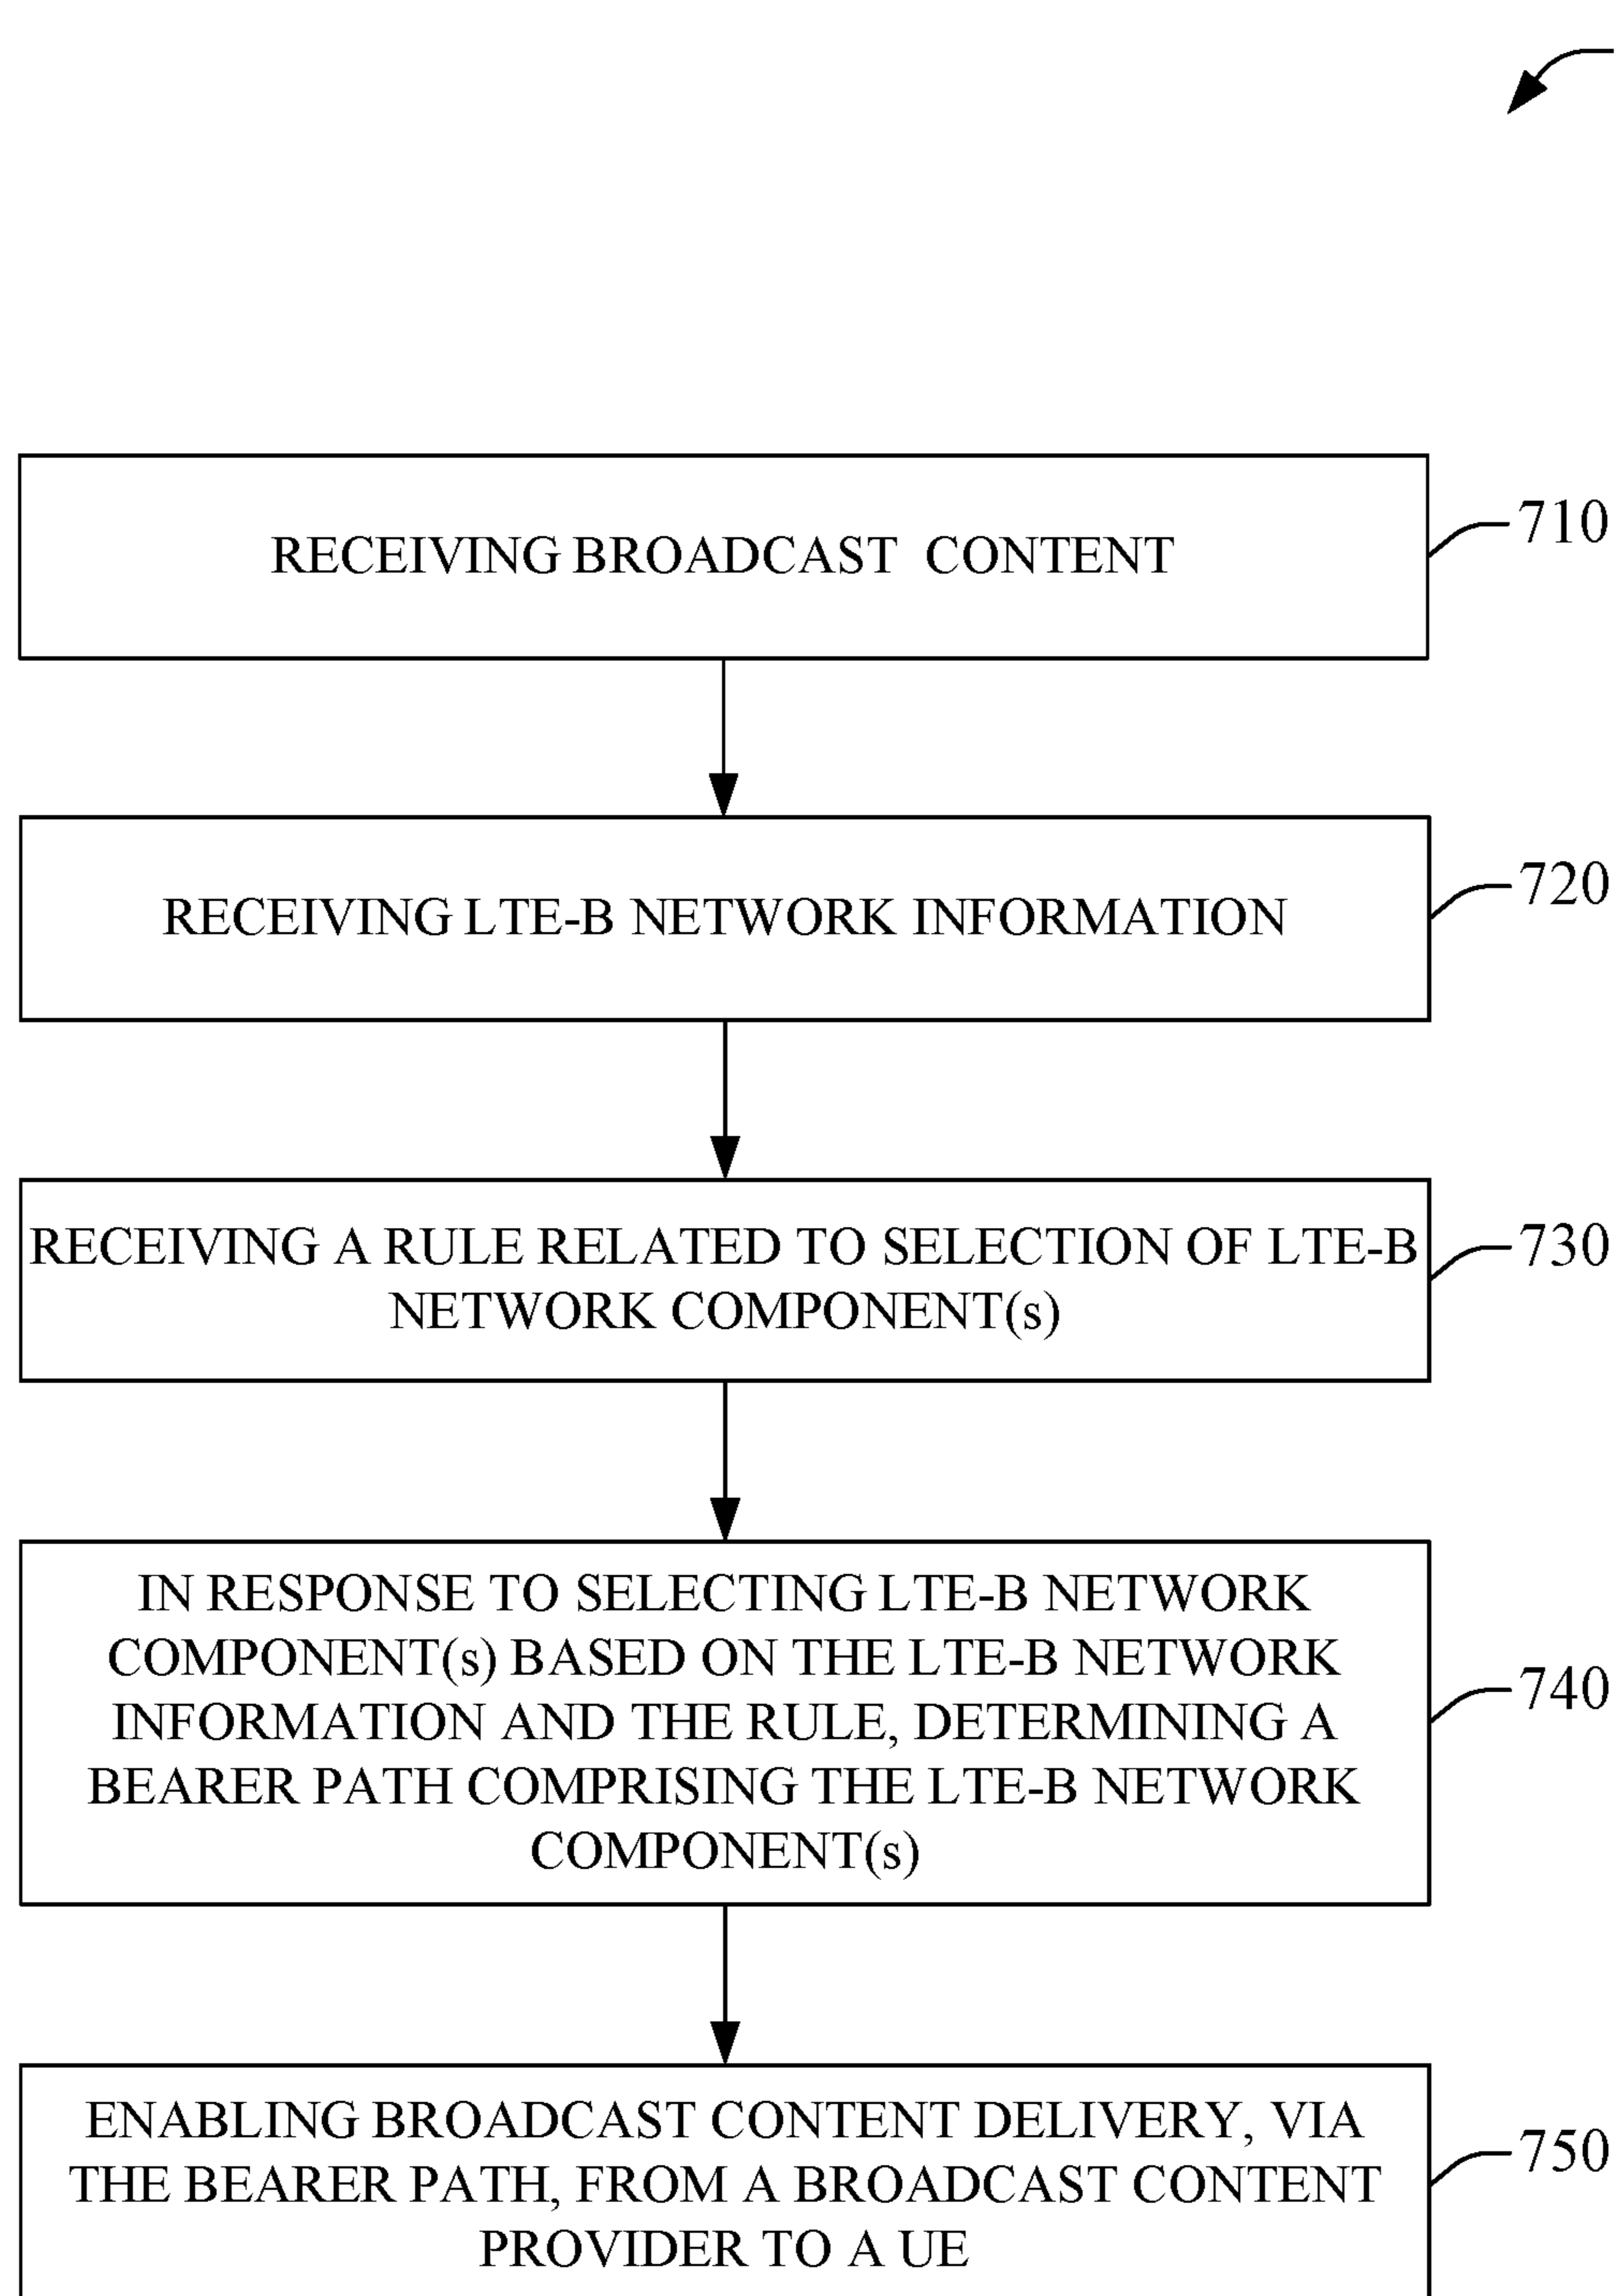 RECEIVING BROADCAST CONTENT
710
RECEIVING LTE-B NETWORK INFORMATION
720
RECEIVING A RULE RELATED TO SELECTION OF LTE-B
NETWORK COMPONENT(s)
730
IN RESPONSE TO SELECTING LTE-B NETWORK
COMPONENT(s) BASED ON THE LTE-B NETWORK
INFORMATION AND THE RULE, DETERMINING A
BEARER PATH COMPRISING THE LTE-B NETWORK
COMPONENT(s)
740
ENABLING BROADCAST CONTENT DELIVERY, VIA
THE BEARER PATH, FROM A BROADCAST CONTENT
PROVIDER TO A UE
750